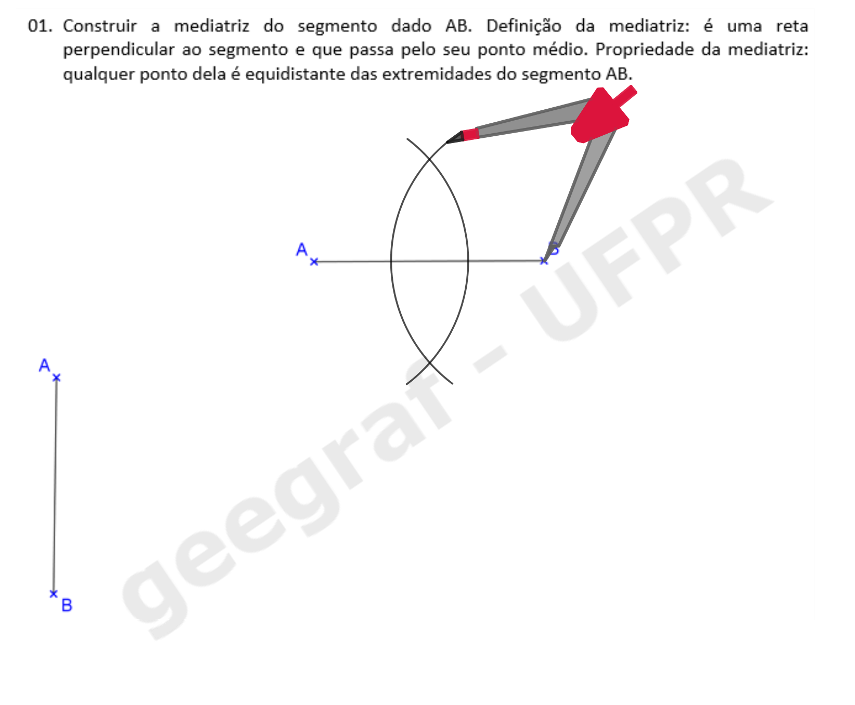 01. Construir a mediatriz do segmento dado AB. Definição da mediatriz: é uma reta
perpendicular ao segmento e que passa pelo seu ponto médio. Propriedade da mediatriz:
qualquer ponto dela é equidistante das extremidades do segmento AB.
A
B
geegraf - UFPR
A
B